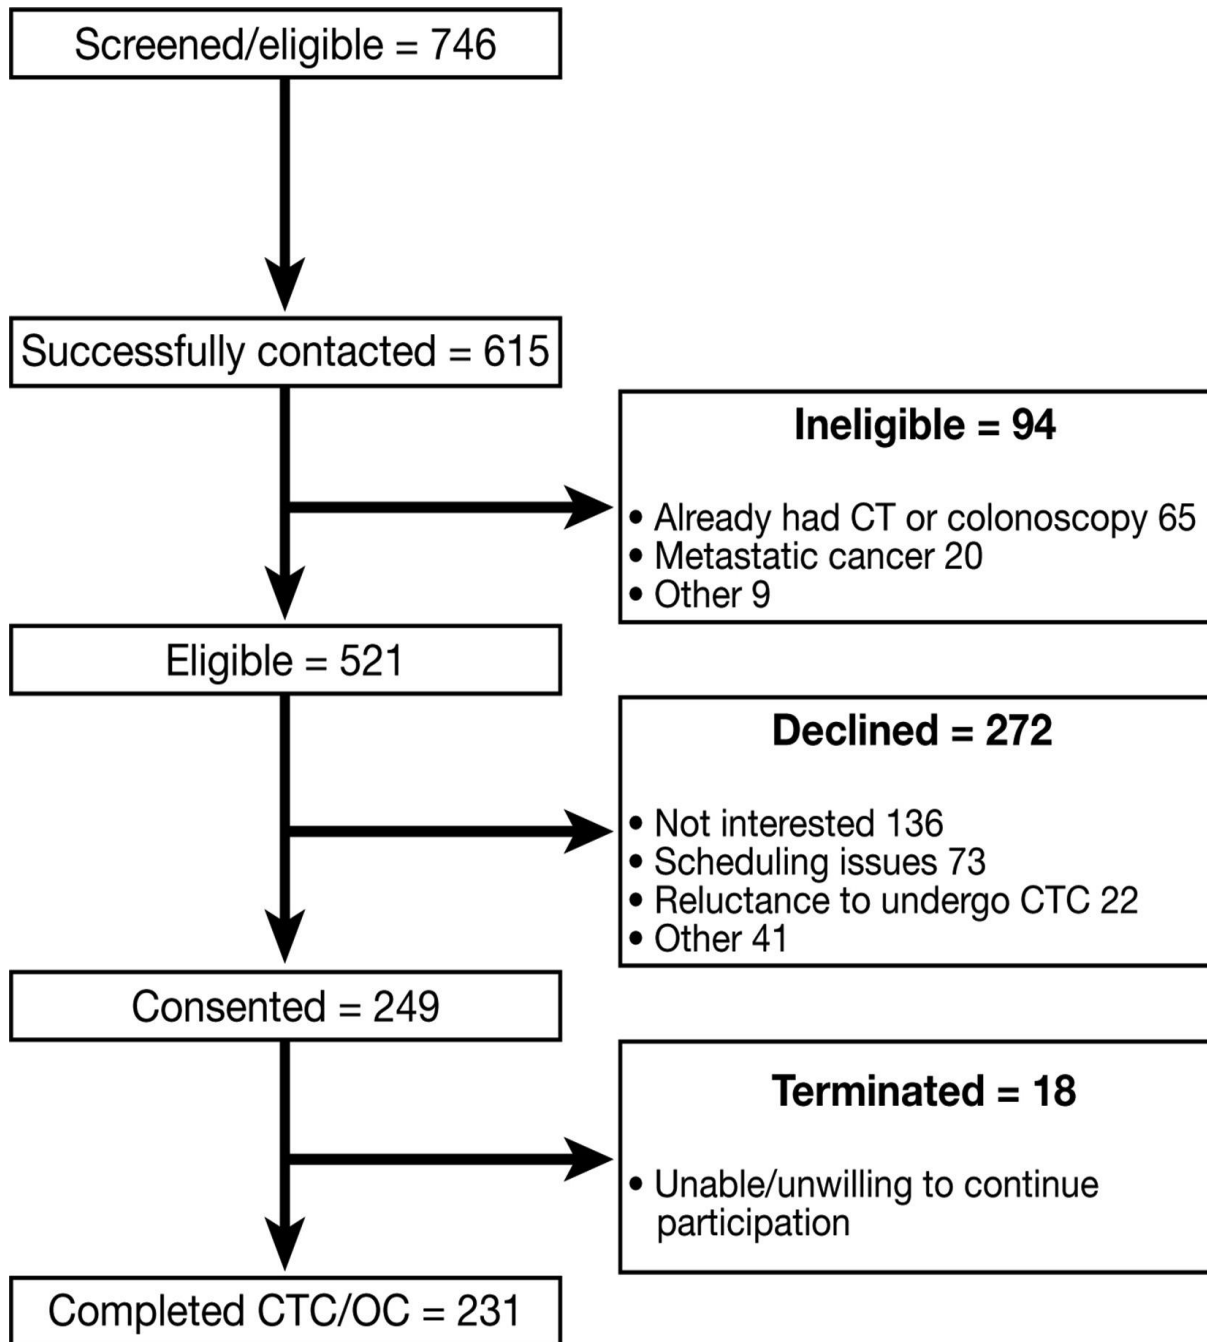 Screened/eligible = 746
Successfully contacted = 615
Ineligible = 94
• Already had CT or colonoscopy 65
• Metastatic cancer 20
• Other 9
Eligible = 521
Declined = 272
• Not interested 136
• Scheduling issues 73
• Reluctance to undergo CTC 22
• Other 41
Consented = 249
Terminated = 18
• Unable/unwilling to continue
participation
Completed CTC/OC = 231